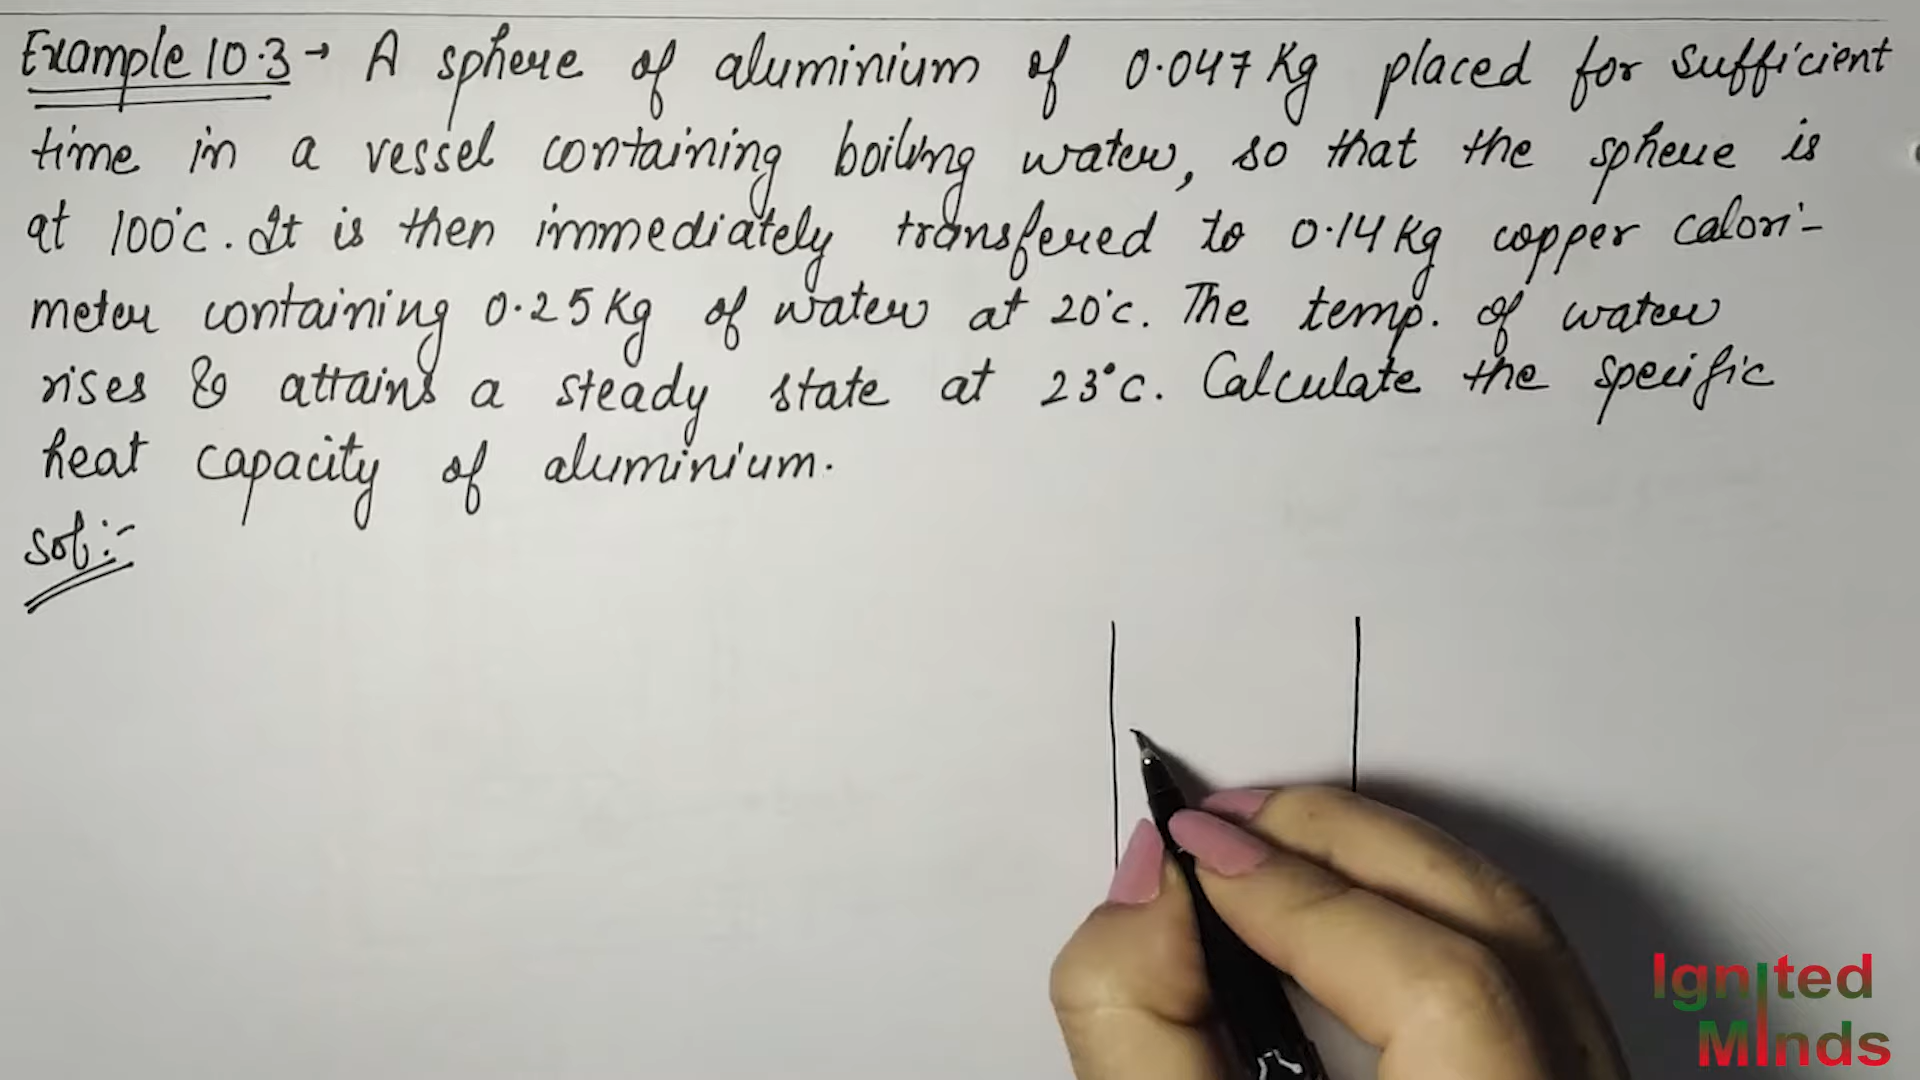 Example 10.3 → A sphere of aluminium of 0.047 Kg placed for sufficient
time in a vessel containing boiling water, so that the sphere is
at 100°c. It is then immediately transfered to 0.14 Kg copper calori-
meter containing 0.25 Kg of water at 20°c. The temp. of water
rises & attains a steady state at 23°c. Calculate the specific
heat capacity of aluminium.
Sol:-
Ignited
Minds